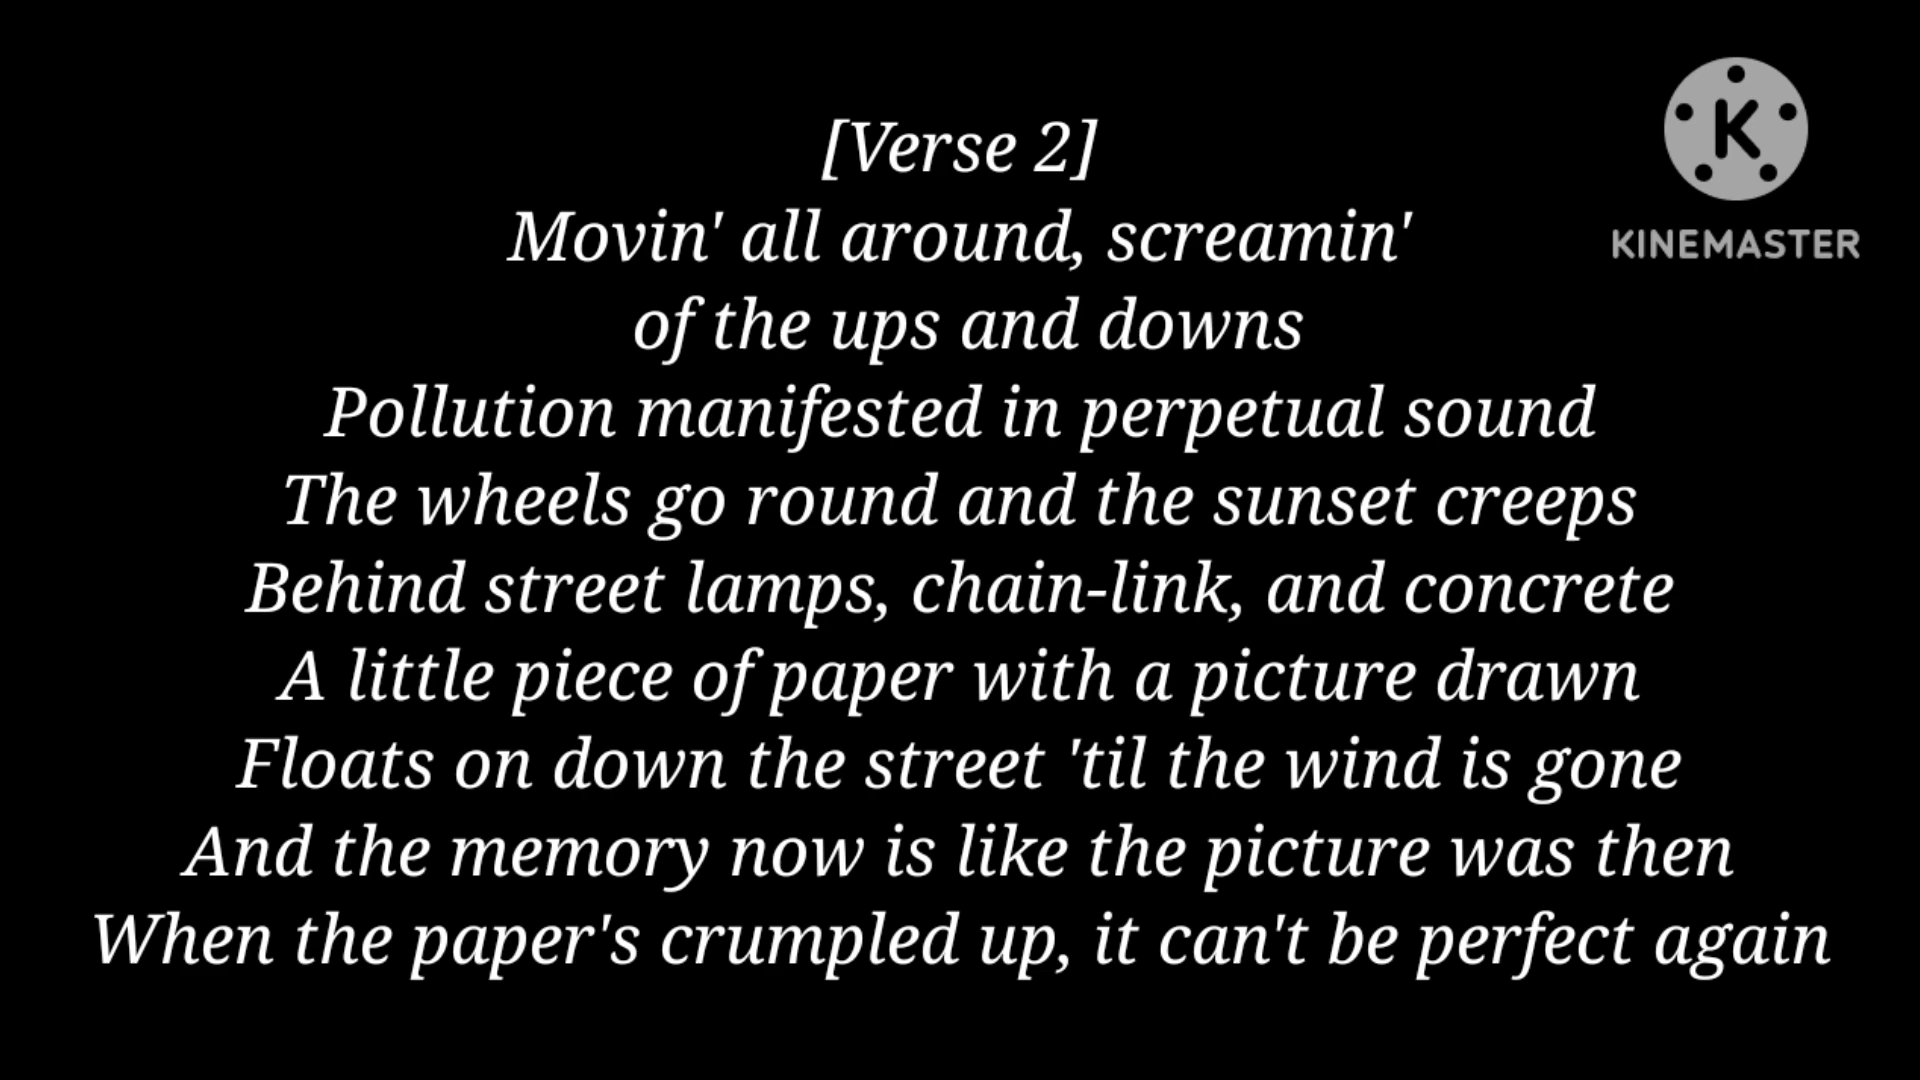 [Verse 2]
Movin' all around, screamin'
of the ups and downs
Pollution manifested in perpetual sound
The wheels go round and the sunset creeps
Behind street lamps, chain-link, and concrete
A little piece of paper with a picture drawn
Floats on down the street 'til the wind is gone
And the memory now is like the picture was then
When the paper's crumpled up, it can't be perfect again
K
KINEMASTER